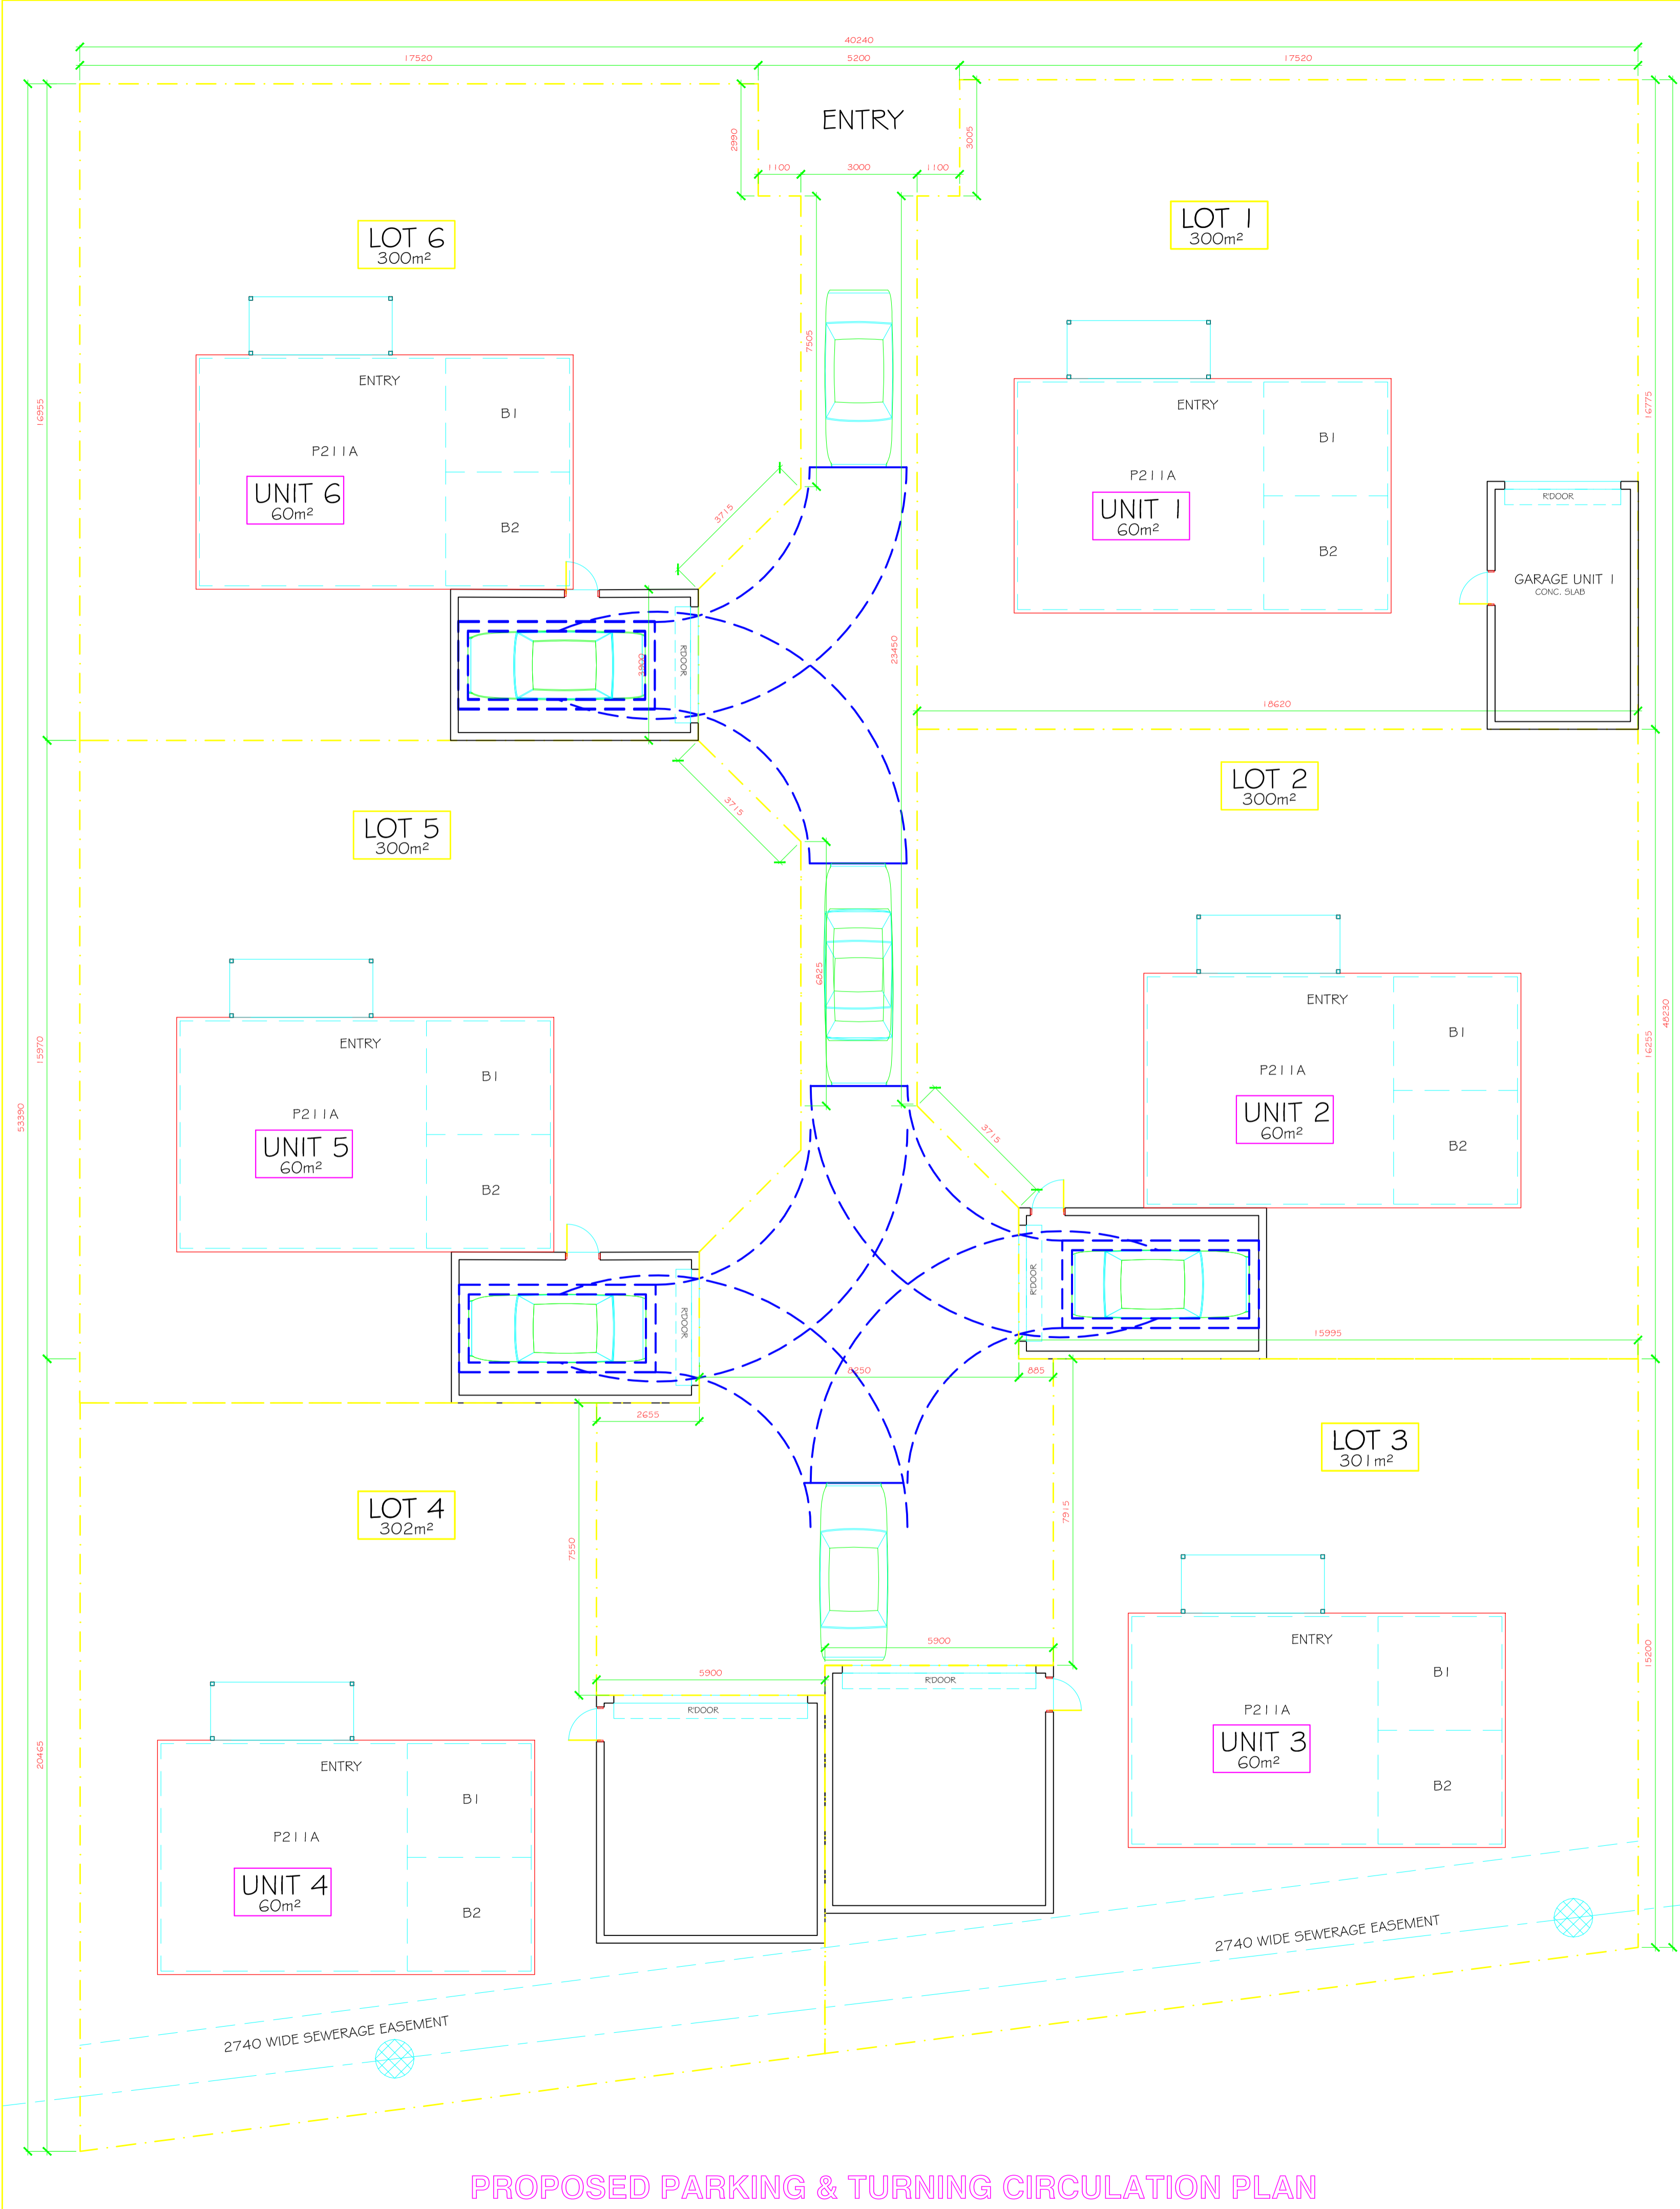 40240
17520
5200
17520
ENTRY
2990
3005
1100
3000
1100
LOT 6
300m²
LOT 1
300m²
7505
16955
16775
ENTRY
B1
P211A
UNIT 6
60m²
B2
ENTRY
B1
P211A
UNIT 1
60m²
B2
R'DOOR
GARAGE UNIT 1
CONC. SLAB
3715
3900
R'DOOR
23450
18620
3715
LOT 5
300m²
LOT 2
300m²
6825
15970
53390
48230
16255
ENTRY
B1
P211A
UNIT 5
60m²
B2
ENTRY
B1
P211A
UNIT 2
60m²
B2
3715
R'DOOR
R'DOOR
15995
8250
885
2655
LOT 4
302m²
LOT 3
301m²
7550
7915
20465
15200
5900
5900
R'DOOR
R'DOOR
ENTRY
B1
P211A
UNIT 3
60m²
B2
ENTRY
B1
P211A
UNIT 4
60m²
B2
2740 WIDE SEWERAGE EASEMENT
2740 WIDE SEWERAGE EASEMENT
PROPOSED PARKING & TURNING CIRCULATION PLAN